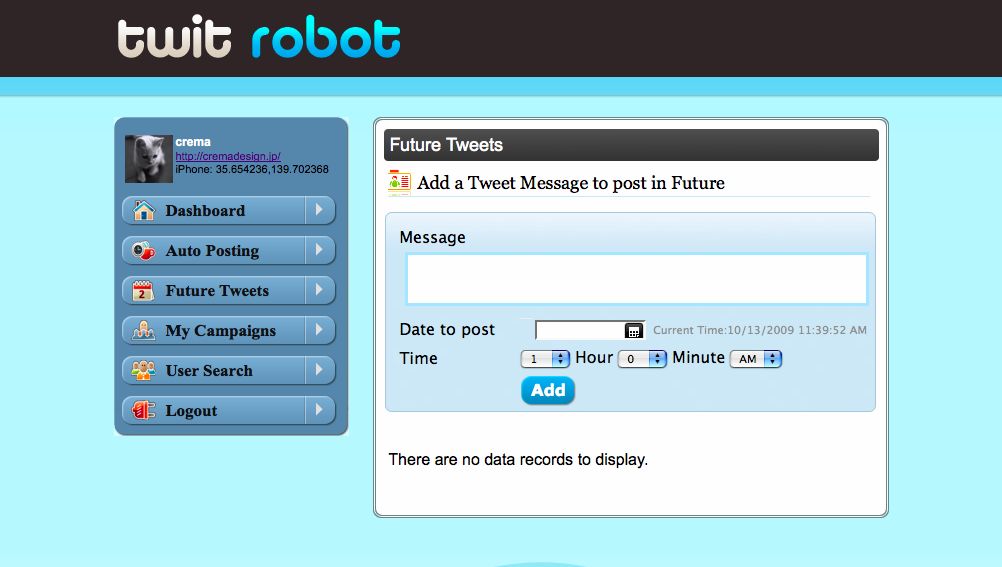 twit robot
crema
http://cremadesign.jp/
iPhone: 35.654236,139.702368
Dashboard
Auto Posting
2
Future Tweets
My Campaigns
User Search
Logout
Future Tweets
Add a Tweet Message to post in Future
Message
Date to post Current Time:10/13/2009 11:39:52 AM
Time 1 Hour 0 Minute AM
Add
There are no data records to display.